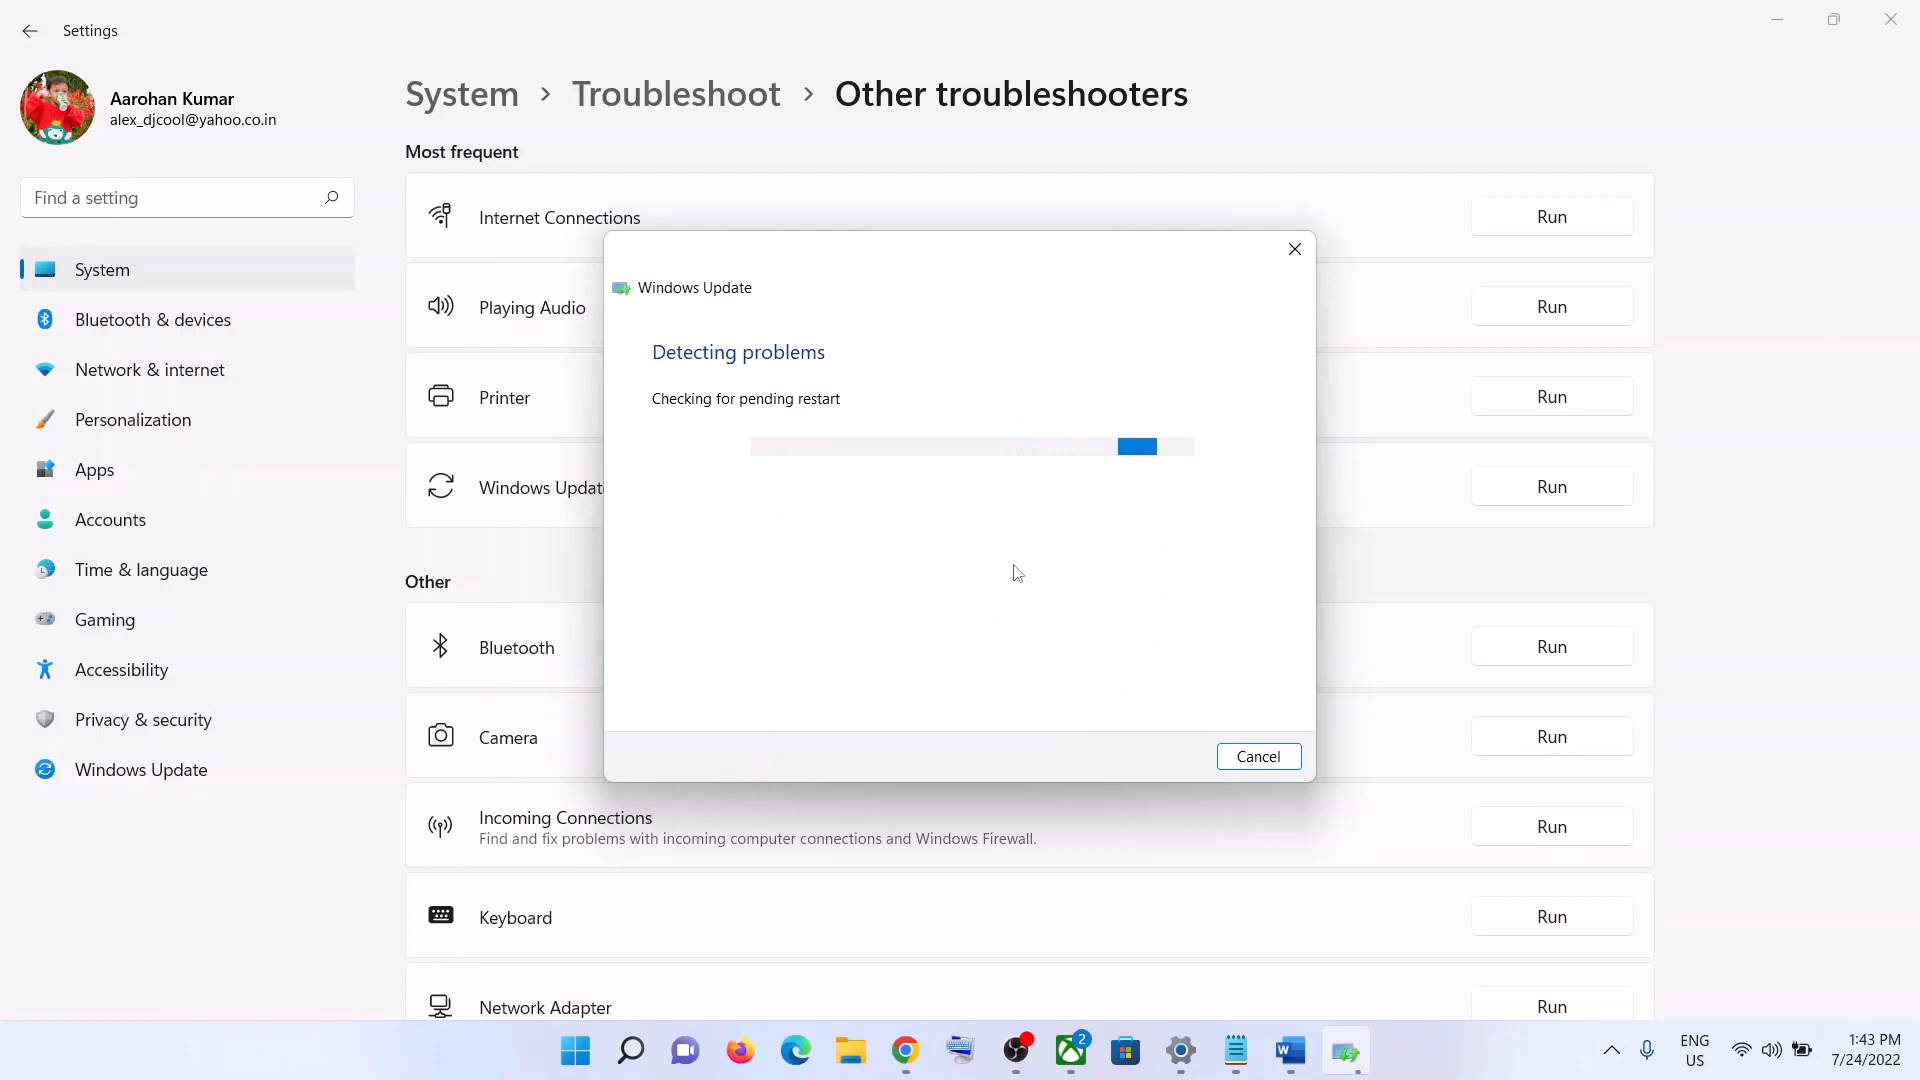 Settings
Aarohan Kumar
alex_djcool@yahoo.co.in
Find a setting
System
Bluetooth & devices
Network & internet
Personalization
Apps
Accounts
Time & language
Gaming
Accessibility
Privacy & security
Windows Update
System > Troubleshoot > Other troubleshooters
Most frequent
Internet Connections Run
Playing Audio Run
Printer Run
Windows Update Run
Windows Update
Detecting problems
Checking for pending restart
Cancel
Other
Bluetooth Run
Camera Run
Incoming Connections Run
Find and fix problems with incoming computer connections and Windows Firewall.
Keyboard Run
Network Adapter Run
2
ENG
US
1:43 PM
7/24/2022